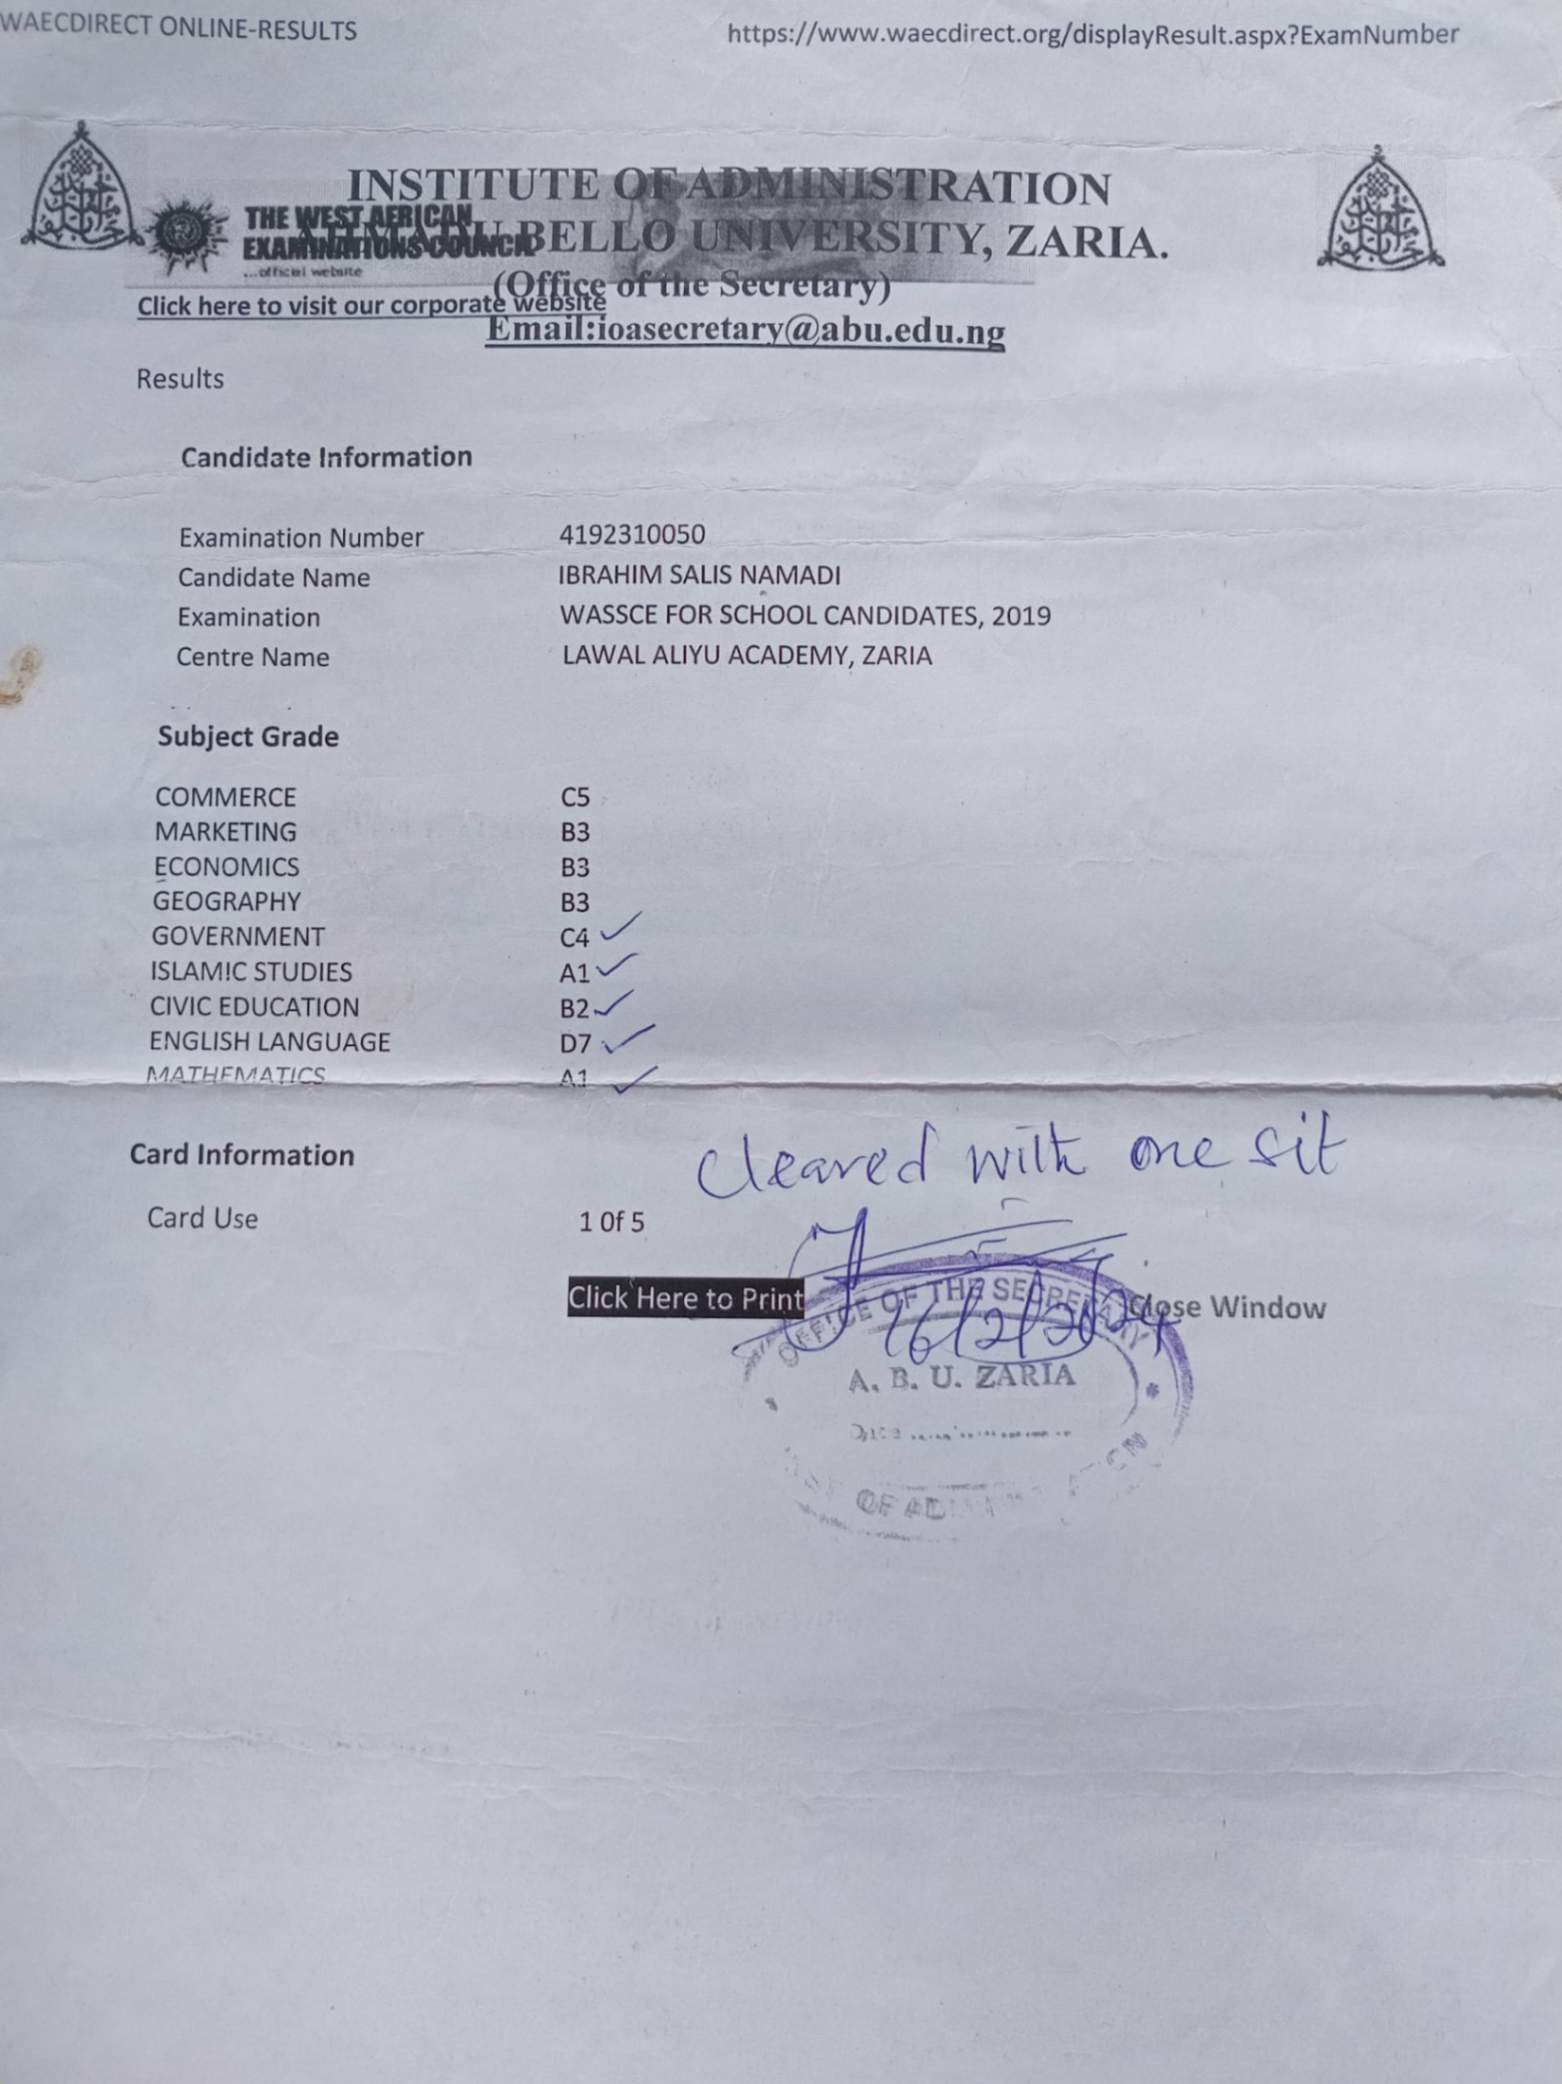 WAECDIRECT ONLINE-RESULTS https://www.waecdirect.org/displayResult.aspx?ExamNumber
INSTITUTE OF ADMINISTRATION
THE WEST AFRICAN
EXAMINATIONS COUNCIL
BELLO UNIVERSITY, ZARIA.
...official website
(Office of the Secretary)
Click here to visit our corporate website
Email:ioasecretary@abu.edu.ng
Results
Candidate Information
Examination Number 4192310050
Candidate Name IBRAHIM SALIS NAMADI
Examination WASSCE FOR SCHOOL CANDIDATES, 2019
Centre Name LAWAL ALIYU ACADEMY, ZARIA
Subject Grade
COMMERCE C5
MARKETING B3
ECONOMICS B3
GEOGRAPHY B3
GOVERNMENT C4
ISLAMIC STUDIES A1
CIVIC EDUCATION B2
ENGLISH LANGUAGE D7
MATHEMATICS A1
cleared with one sit
Card Information
Card Use 1 Of 5
Click Here to Print Close Window
OFFICE OF THE SECRETARY
A. B. U. ZARIA